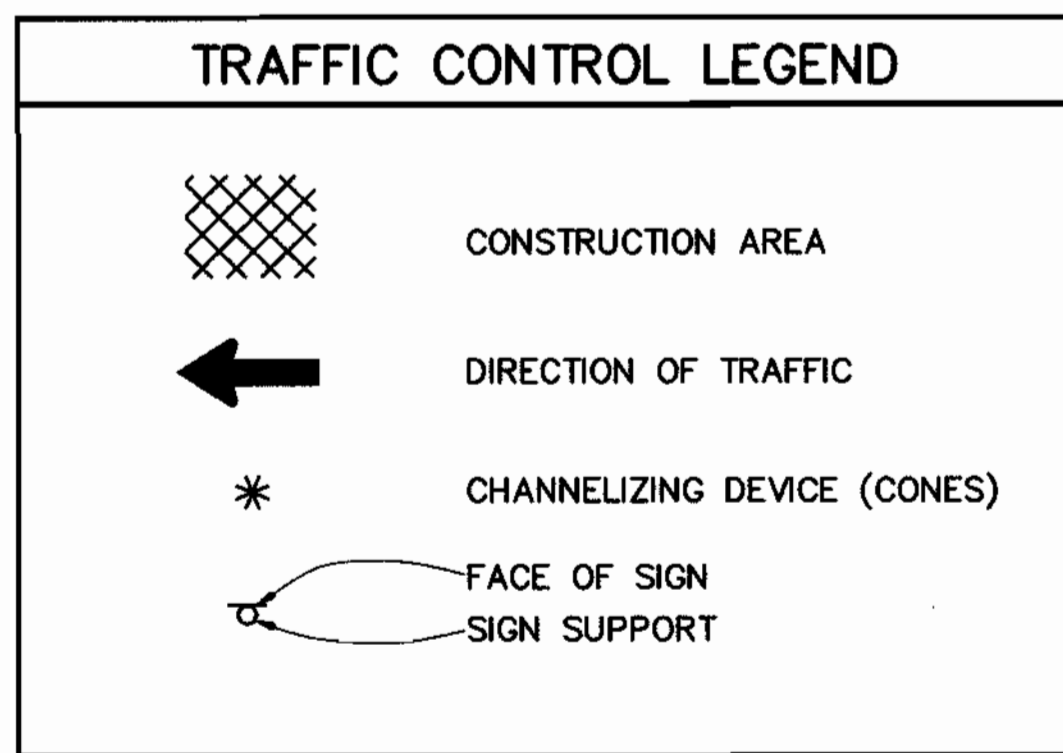 TRAFFIC CONTROL LEGEND
CONSTRUCTION AREA
DIRECTION OF TRAFFIC
CHANNELIZING DEVICE (CONES)
FACE OF SIGN
SIGN SUPPORT